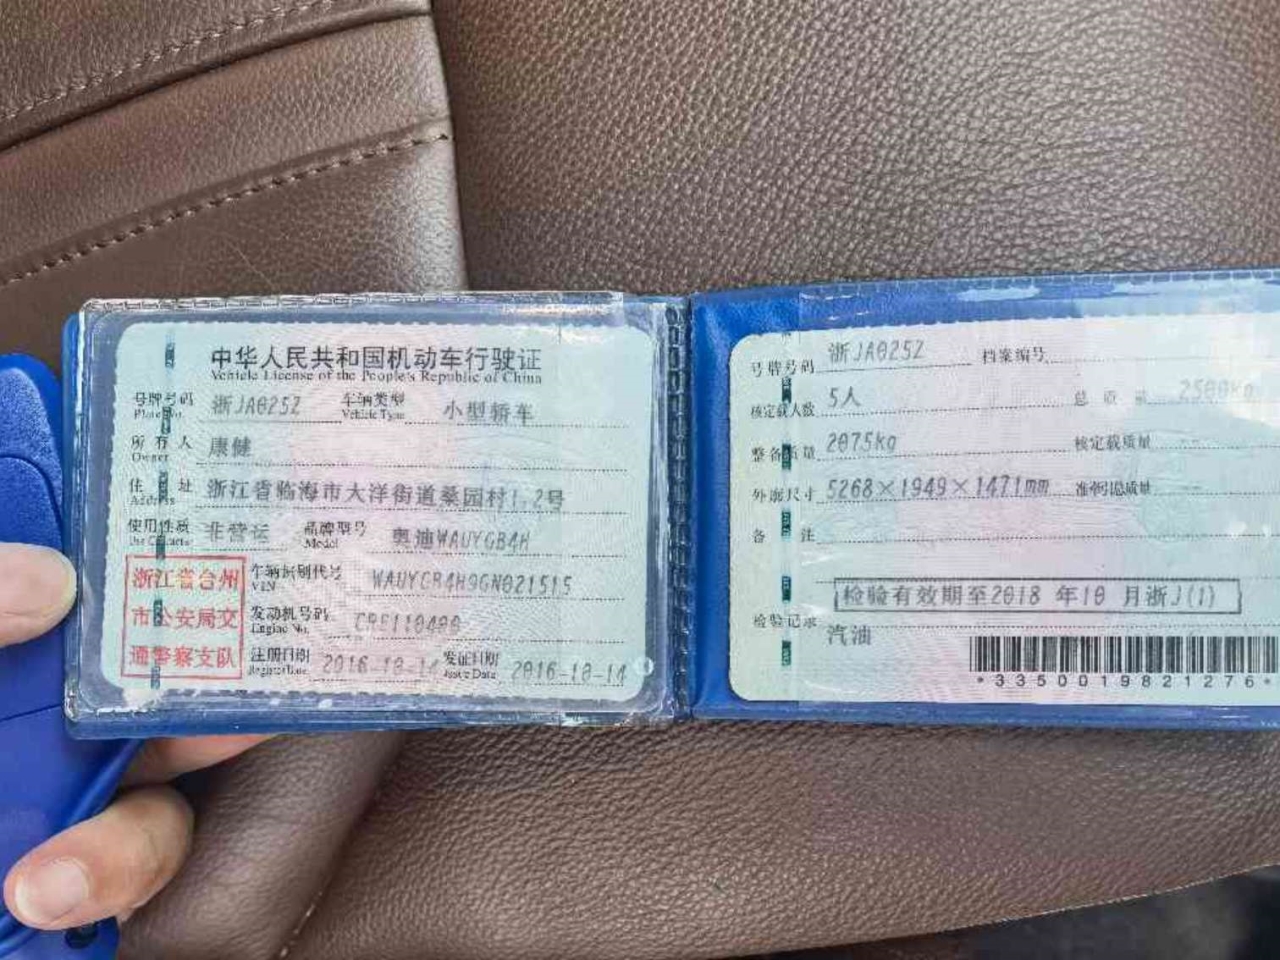 中华人民共和国机动车行驶证
Vehicle License of the People's Republic of China
号牌号码 浙JA025Z 车辆类型 小型轿车
Plate No. Vehicle Type
所有人 康健
Owner
住址 浙江省临海市大洋街道桑园村1.2号
Address
使用性质 非营运 品牌型号 奥迪WAUYGB4H
Use Character Model
浙江省台州 车辆识别代号 WAUYGB4H9GN021515
VIN
市公安局交 发动机号码
Engine No.
通警察支队 注册日期 2016-10-14 发证日期 2016-10-14
Register Date Issue Date
号牌号码 浙JA025Z 档案编号
核定载人数 5人 总质量 2500kg
整备质量 2075kg 核定载质量 --
外廓尺寸 5268×1949×1471mm 准牵引总质量 --
备注
检验有效期至2018 年10 月浙J(1)
检验记录
汽油
*3350019821276*